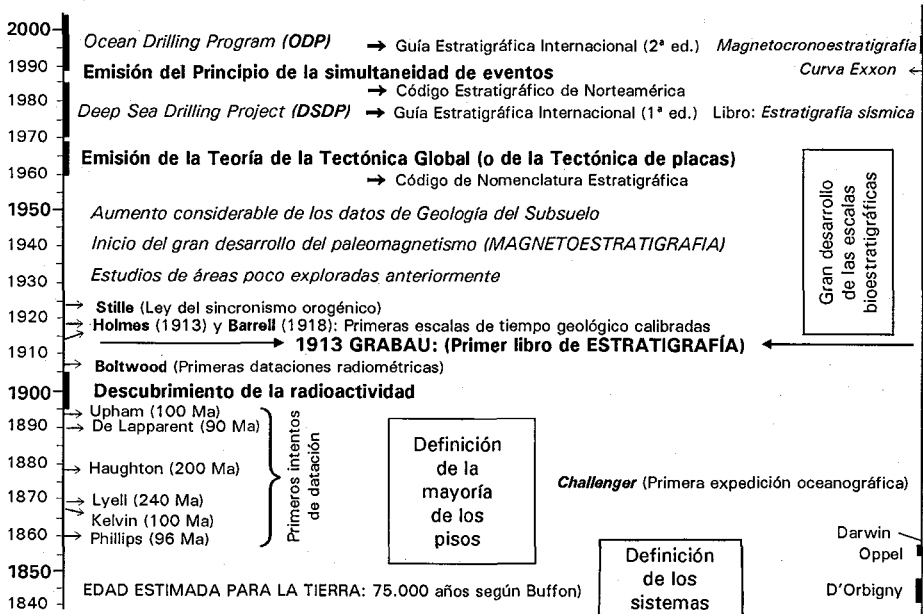 2000
Ocean Drilling Program (ODP) → Guía Estratigráfica Internacional (2ª ed.) Magnetocronoestratigrafía
1990
Emisión del Principio de la simultaneidad de eventos
Curva Exxon ←
→ Código Estratigráfico de Norteamérica
1980
Deep Sea Drilling Project (DSDP) → Guía Estratigráfica Internacional (1ª ed.) Libro: Estratigrafía sísmica
1970
Emisión de la Teoría de la Tectónica Global (o de la Tectónica de placas)
1960
→ Código de Nomenclatura Estratigráfica
1950
Aumento considerable de los datos de Geología del Subsuelo
1940
Inicio del gran desarrollo del paleomagnetismo (MAGNETOESTRATIGRAFIA)
1930
Estudios de áreas poco exploradas anteriormente
Gran desarrollo
de las escalas
bioestratigráficas
1920
→ Stille (Ley del sincronismo orogénico)
→ Holmes (1913) y Barrell (1918): Primeras escalas de tiempo geológico calibradas
→ 1913 GRABAU: (Primer libro de ESTRATIGRAFÍA) ←
1910
→ Boltwood (Primeras dataciones radiométricas)
1900
Descubrimiento de la radioactividad
→ Upham (100 Ma)
1890
→ De Lapparent (90 Ma)
1880
→ Haughton (200 Ma)
1870
→ Lyell (240 Ma)
→ Kelvin (100 Ma)
1860
→ Phillips (96 Ma)
Primeros intentos
de datación
Definición
de la
mayoría
de los
pisos
Challenger (Primera expedición oceanográfica)
Darwin
Oppel
1850
Definición
de los
sistemas
EDAD ESTIMADA PARA LA TIERRA: 75.000 años según Buffon)
D'Orbigny
1840